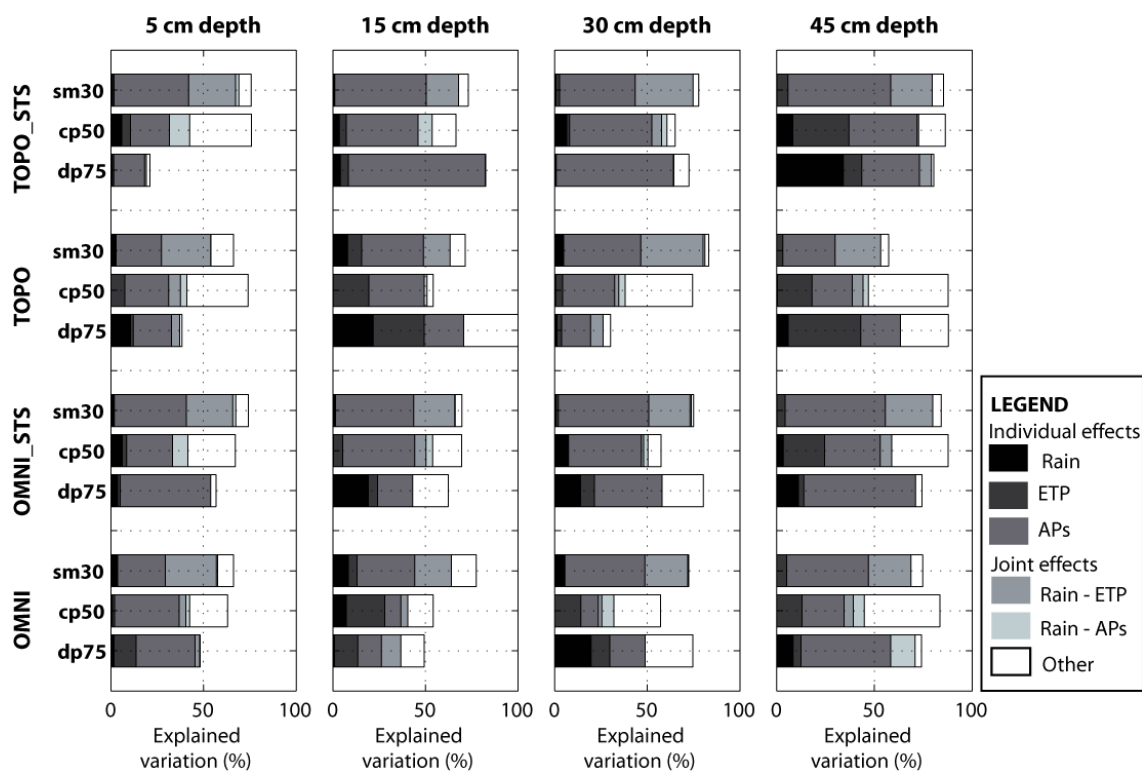 5 cm depth 15 cm depth 30 cm depth 45 cm depth
TOPO_STS
sm30
cp50
dp75
TOPO
sm30
cp50
dp75
OMNI_STS
sm30
cp50
dp75
OMNI
sm30
cp50
dp75
0 50 100 0 50 100 0 50 100 0 50 100
Explained variation (%)
Explained variation (%)
Explained variation (%)
Explained variation (%)
LEGEND
Individual effects
Rain
ETP
APs
Joint effects
Rain - ETP
Rain - APs
Other